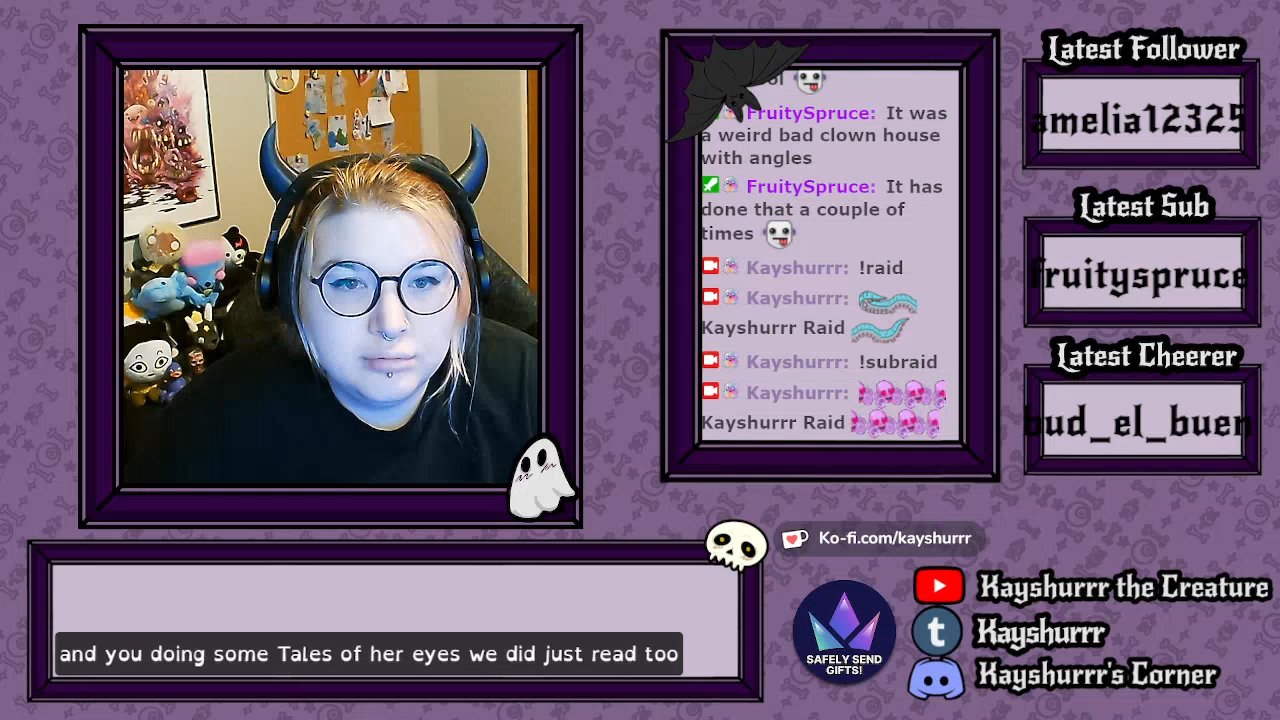 FruitySpruce: It was
a weird bad clown house
with angles
FruitySpruce: It has
done that a couple of
times
Kayshurrr: !raid
Kayshurrr:
Kayshurrr Raid
Kayshurrr: !subraid
Kayshurrr:
Kayshurrr Raid
Latest Follower
amelia12325
Latest Sub
fruityspruce
Latest Cheerer
bud_el_buen
and you doing some Tales of her eyes we did just read too
Ko-fi.com/kayshurrr
SAFELY SEND
GIFTS!
Kayshurrr the Creature
t
Kayshurrr
Kayshurrr's Corner